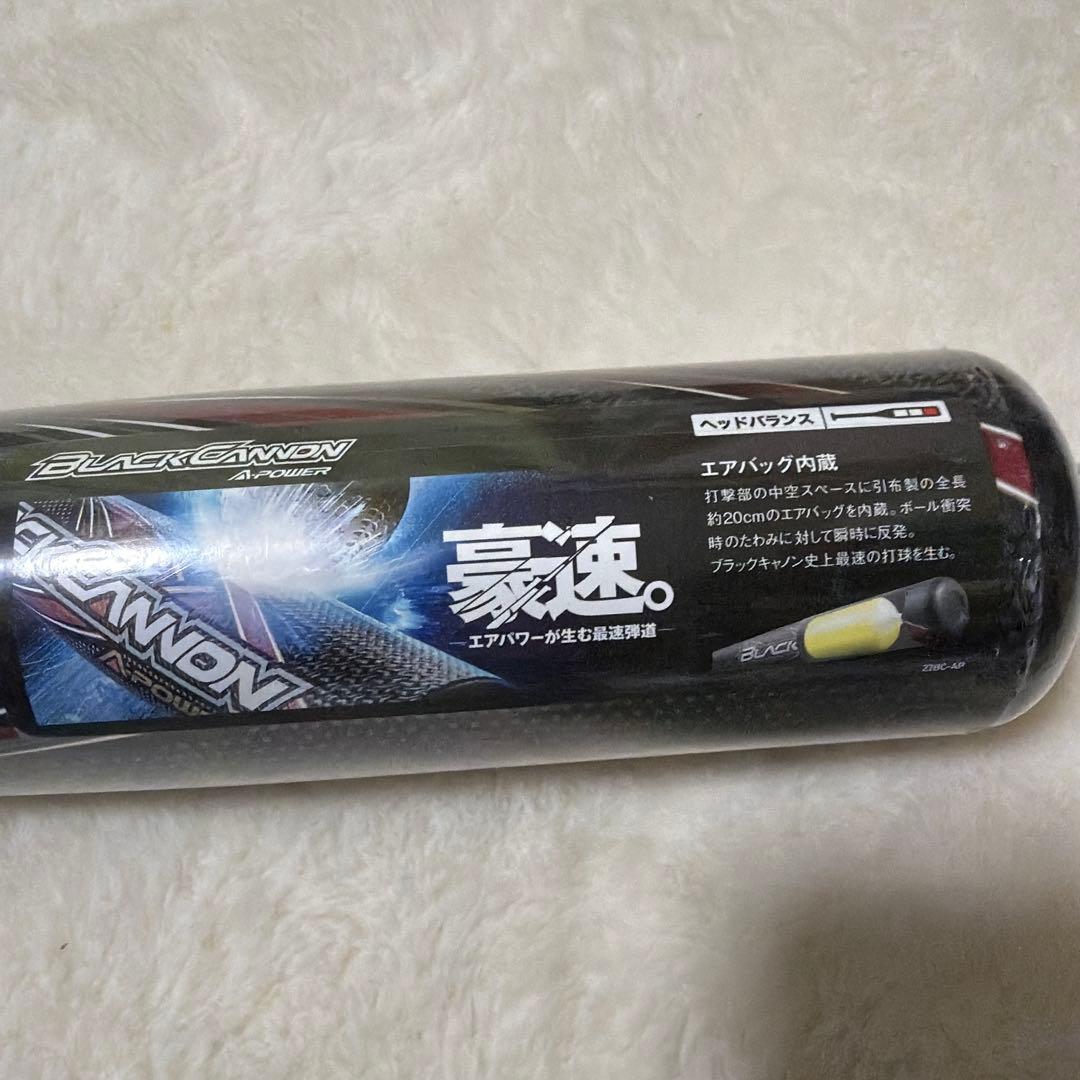 BLACKCANNON
A-POWER
CANNON
A-POW
豪速。
エアパワーが生む最速弾道
ヘッドバランス
エアバッグ内蔵
打撃部の中空スペースに引布製の全長
約20cmのエアバッグを内蔵。ボール衝突
時のたわみに対して瞬時に反発。
ブラックキャノン史上最速の打球を生む。
BLACK